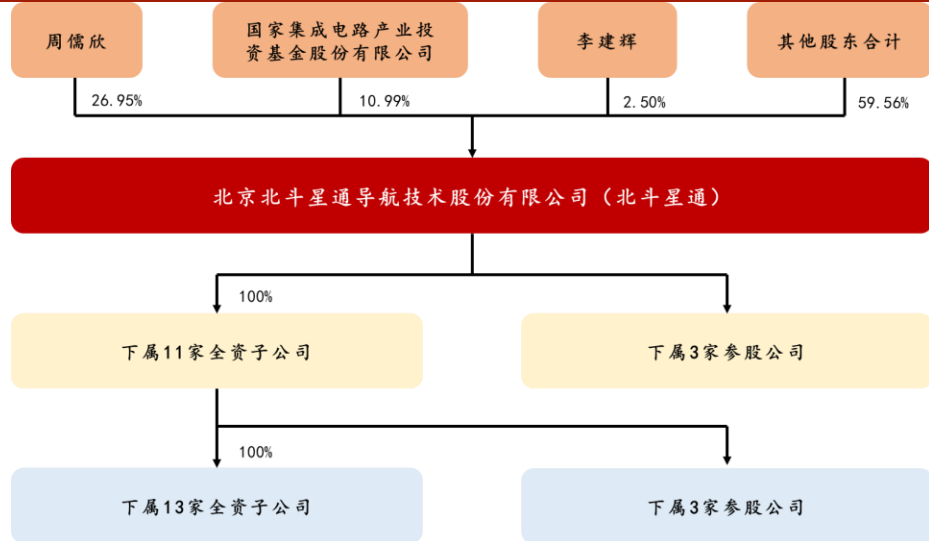 周儒欣
国家集成电路产业投
资基金股份有限公司
李建辉
其他股东合计
26.95%
10.99%
2.50%
59.56%
北京北斗星通导航技术股份有限公司（北斗星通）
100%
下属11家全资子公司
下属3家参股公司
100%
下属13家全资子公司
下属3家参股公司